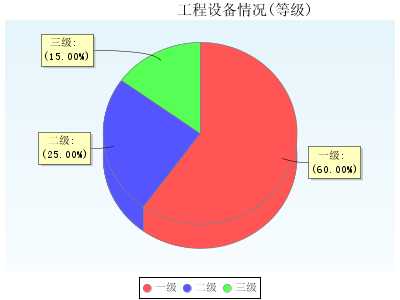 工程设备情况(等级)
三级:
(15.00%)
二级:
(25.00%)
一级:
(60.00%)
一级 二级 三级